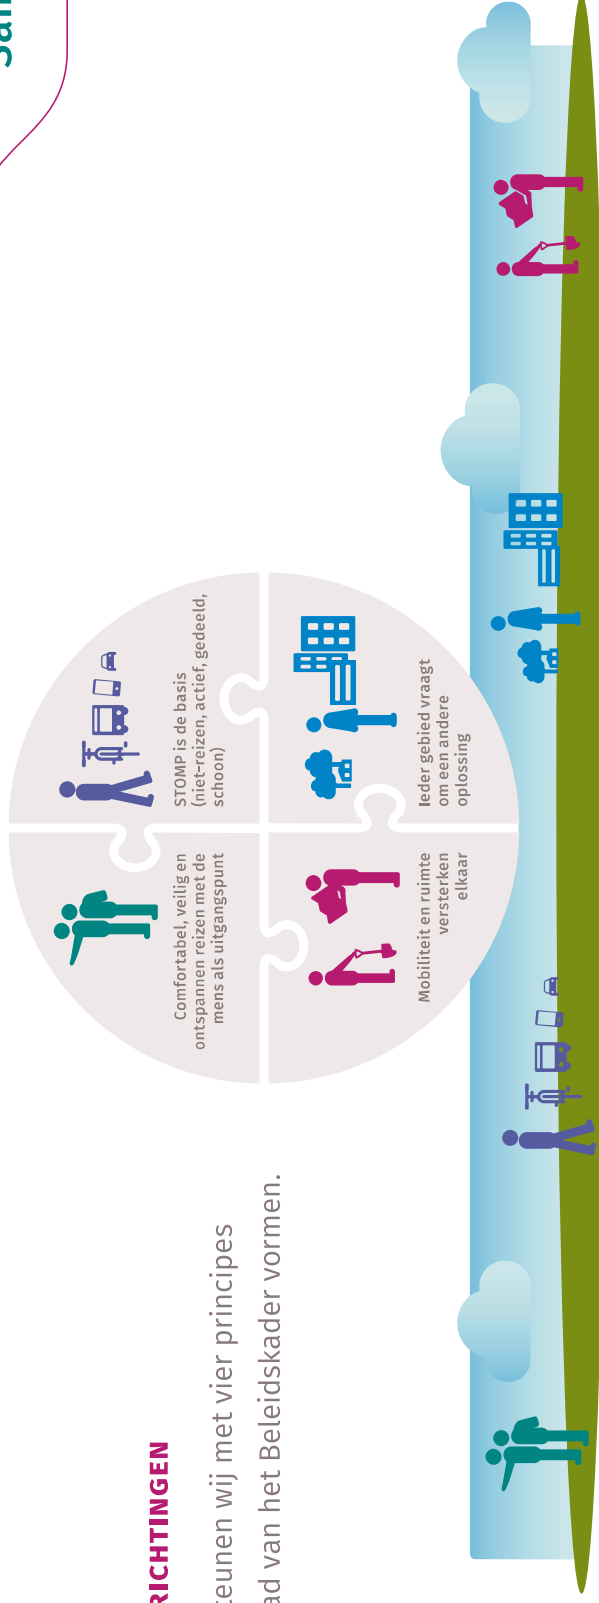 San
RICHTINGEN
eunen wij met vier principes
ad van het Beleidskader vormen.
Comfortabel, veilig en
ontspannen reizen met de
mens als uitgangspunt
STOMP is de basis
(niet-reizen, actief, gedeeld,
schoon)
Mobiliteit en ruimte
versterken
elkaar
Ieder gebied vraagt
om een andere
oplossing